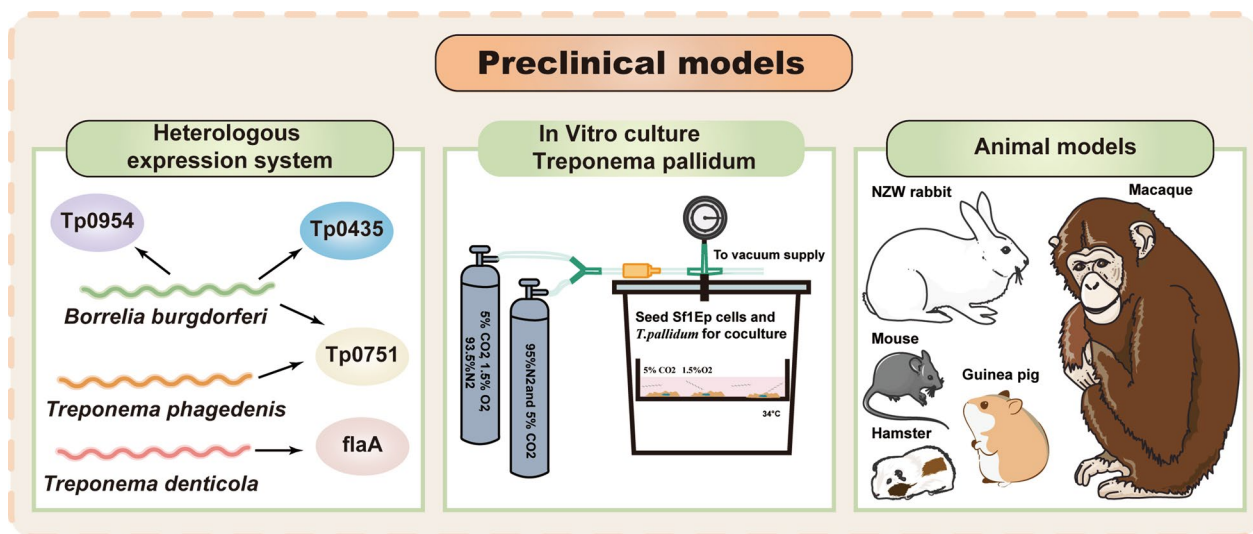 Preclinical models
Heterologous
expression system
Tp0954
Tp0435
Borrelia burgdorferi
Tp0751
Treponema phagedenis
flaA
Treponema denticola
In Vitro culture
Treponema pallidum
To vacuum supply
5% CO2, 1.5% O2
93.5%N2
95%N2and 5% CO2
Seed Sf1Ep cells and
T.pallidum for coculture
5% CO2 1.5%O2
34°C
Animal models
NZW rabbit
Macaque
Mouse
Guinea pig
Hamster